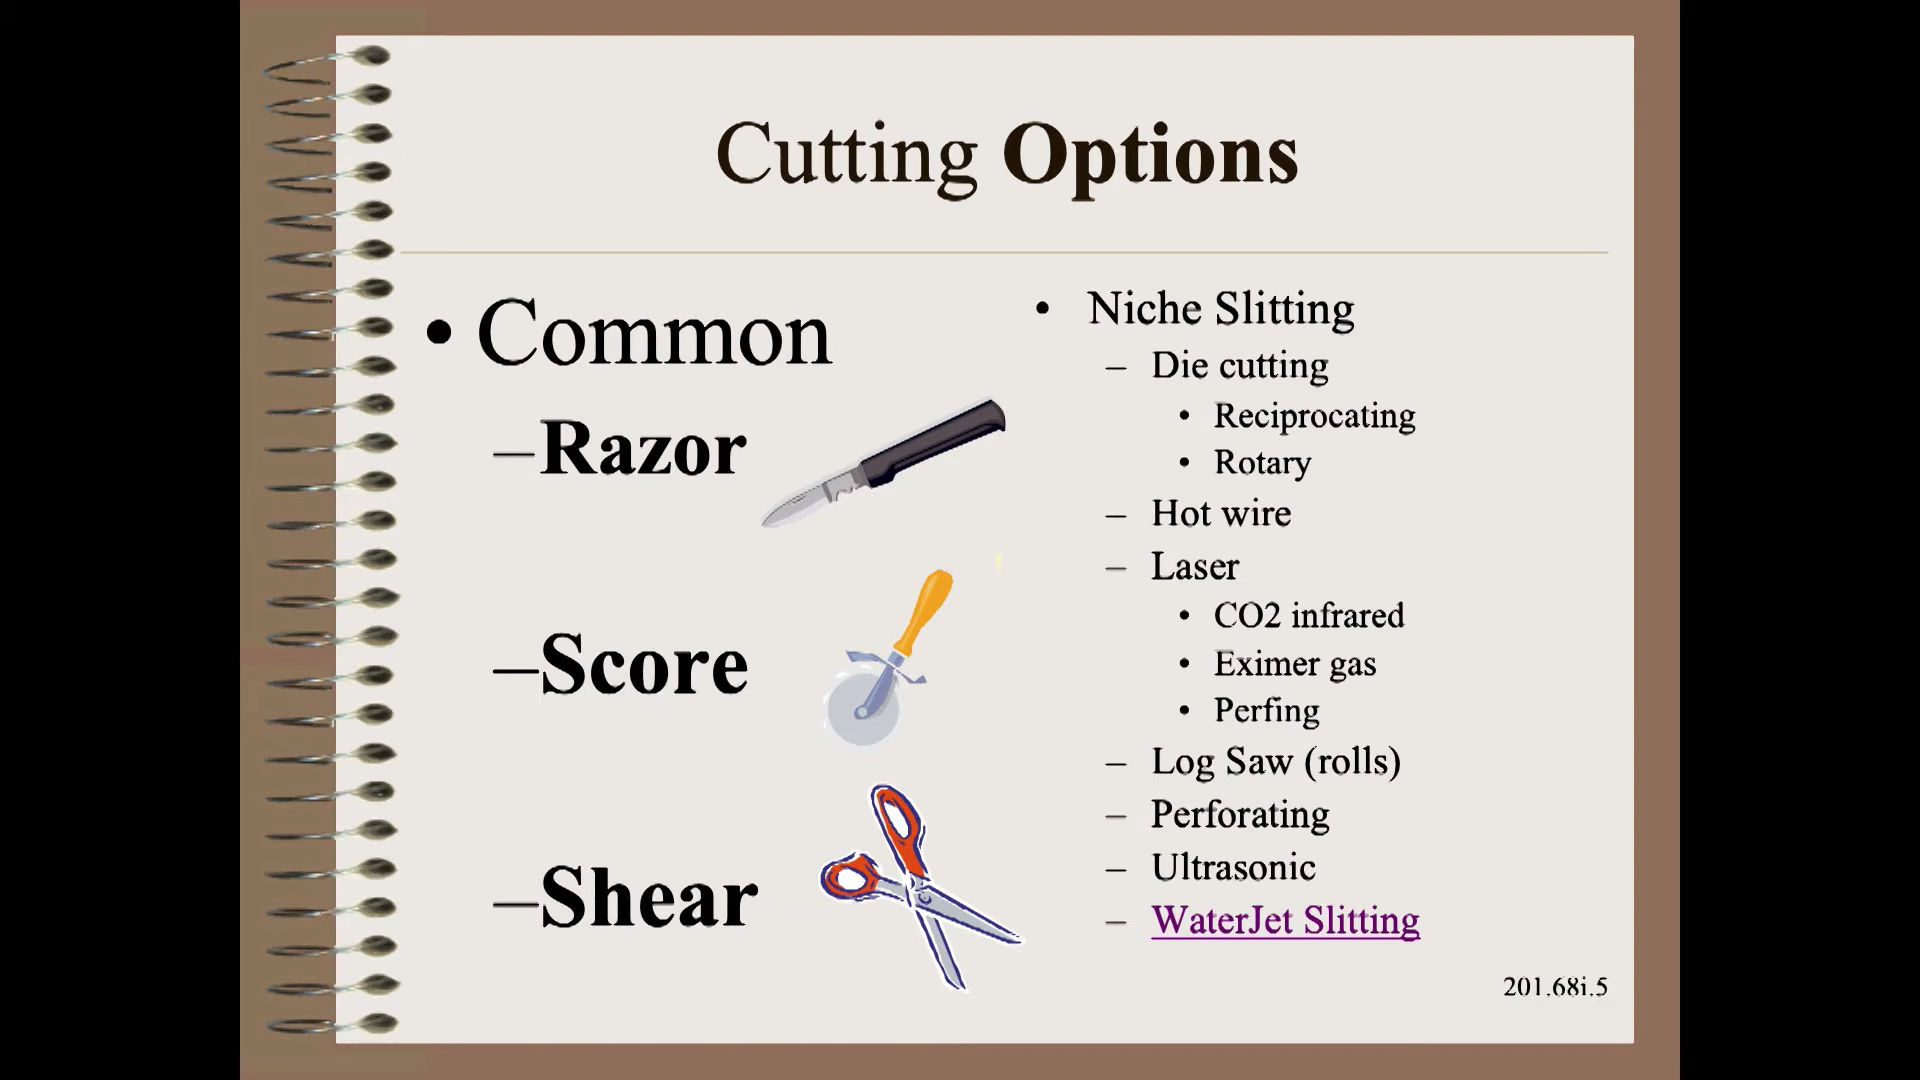 Cutting Options
• Common
–Razor
–Score
–Shear
• Niche Slitting
– Die cutting
• Reciprocating
• Rotary
– Hot wire
– Laser
• CO2 infrared
• Eximer gas
• Perfing
– Log Saw (rolls)
– Perforating
– Ultrasonic
– WaterJet Slitting
201.68i.5